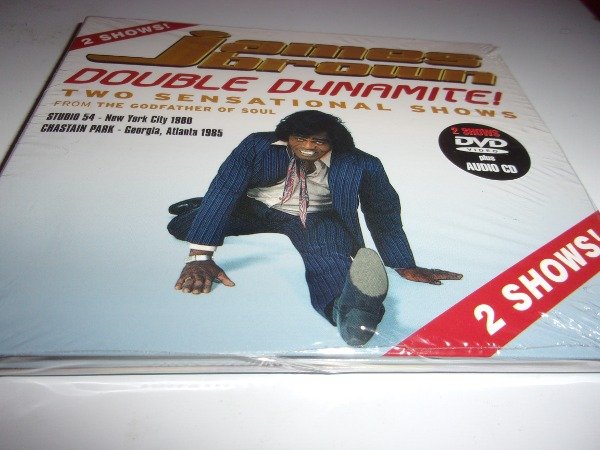 2 SHOWS!
james
brown
DOUBLE DYNAMITE!
TWO SENSATIONAL SHOWS
FROM THE GODFATHER OF SOUL
STUDIO 54 - New York City 1980
CHASTAIN PARK - Georgia, Atlanta 1985
2 SHOWS
DVD
VIDEO
plus
AUDIO CD
2 SHOWS!